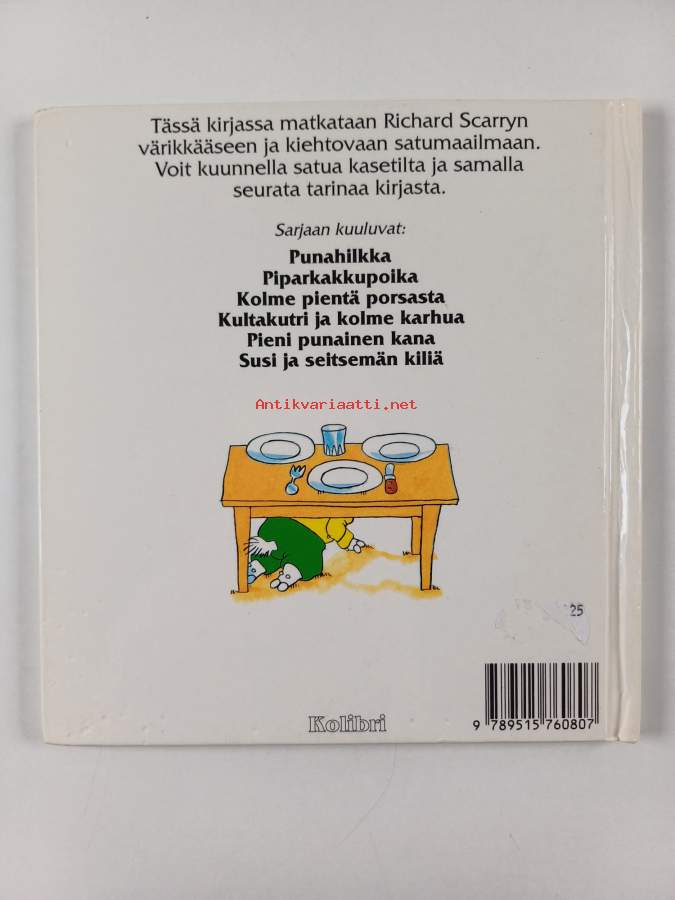 Tässä kirjassa matkataan Richard Scarryn
värikkääseen ja kiehtovaan satumaailmaan.
Voit kuunnella satua kasetilta ja samalla
seurata tarinaa kirjasta.
Sarjaan kuuluvat:
Punahilkka
Piparkakkupoika
Kolme pientä porsasta
Kultakutri ja kolme karhua
Pieni punainen kana
Susi ja seitsemän kiliä
Antikvariaatti.net
25
Kolibri
9 789515 760807